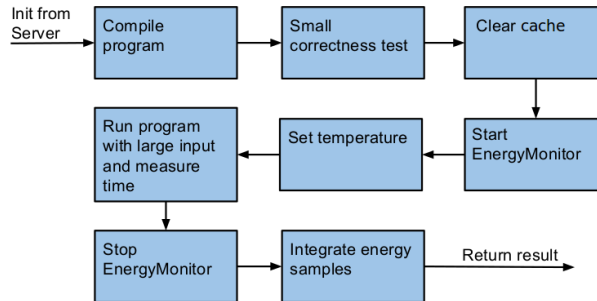 Init from
Server
Compile
program
Small
correctness test
Clear cache
Start
EnergyMonitor
Set temperature
Run program
with large input
and measure
time
Stop
EnergyMonitor
Integrate energy
samples
Return result